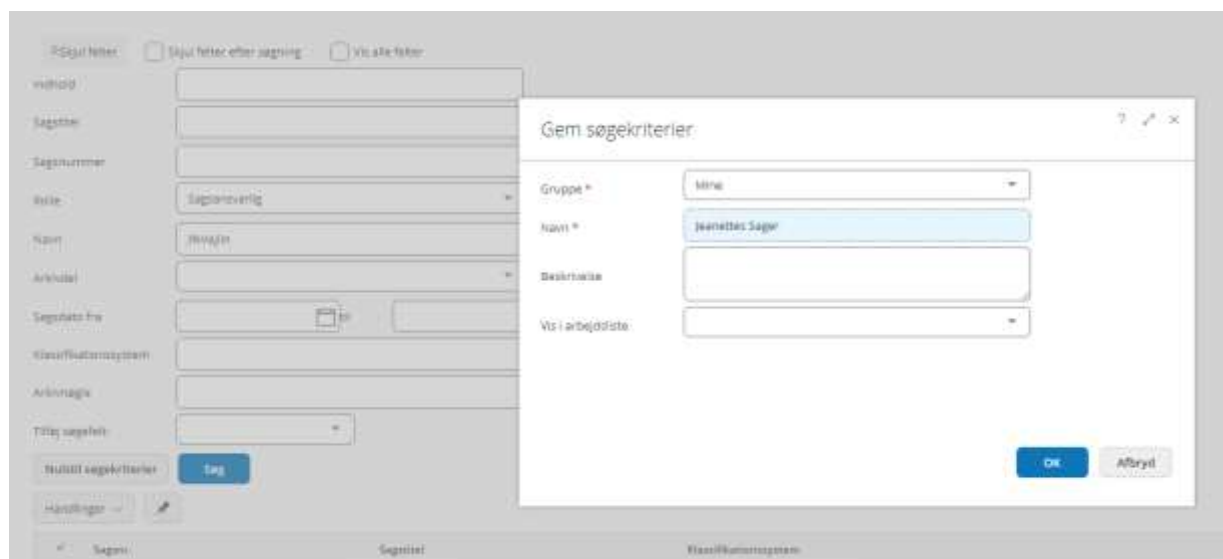 Skjul felter  Skjul felter efter søgning  Vis alle felter
Indhold
Sagstitel
Sagsnummer
Rolle  Sagsansvarlig
Navn
Arkivdel
Sagsdato fra  til
Klassifikationssystem
Arkivnøgle
Tilføj søgefelt
Nulstil søgekriterier  Søg
Handlinger
Sagsnr.  Sagstitel  Klassifikationssystem
Gem søgekriterier  ?  ×
Gruppe *  Mine
Navn *  Jeanettes Sager
Beskrivelse
Vis i arbejdsliste
OK  Afbryd